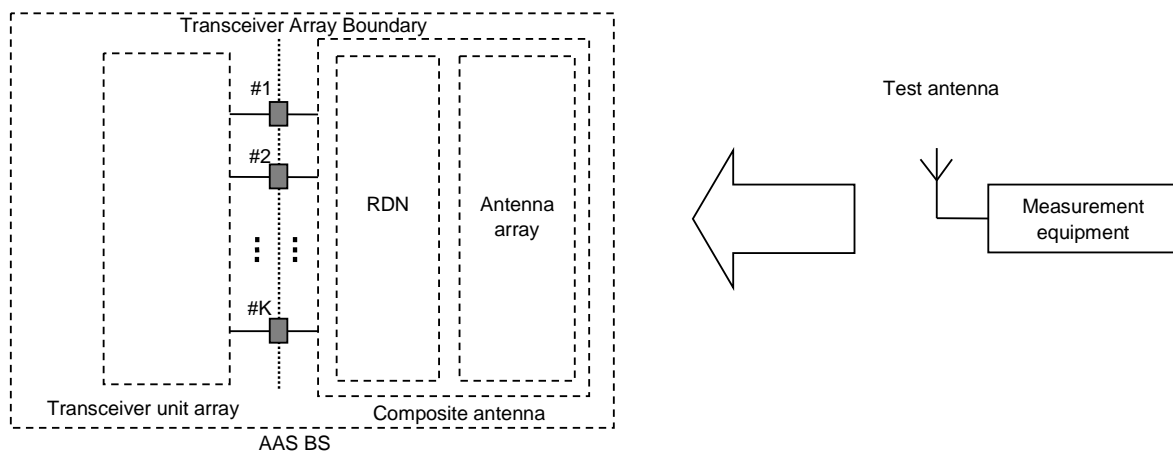 Transceiver Array Boundary
#1
#2
#K
RDN
Antenna
array
Transceiver unit array
Composite antenna
AAS BS
Test antenna
Measurement
equipment